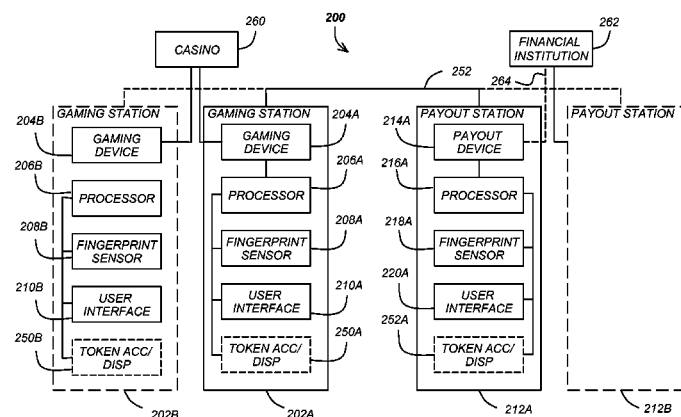 260
200
262
CASINO
FINANCIAL
INSTITUTION
252
264
GAMING STATION
GAMING STATION
PAYOUT STATION
PAYOUT STATION
204B
GAMING
DEVICE
GAMING
DEVICE
204A
214A
PAYOUT
DEVICE
206B
PROCESSOR
PROCESSOR
206A
216A
PROCESSOR
208B
FINGERPRINT
SENSOR
FINGERPRINT
SENSOR
208A
218A
FINGERPRINT
SENSOR
210B
USER
INTERFACE
USER
INTERFACE
210A
220A
USER
INTERFACE
250B
TOKEN ACC/
DISP
TOKEN ACC/
DISP
250A
252A
TOKEN ACC/
DISP
202B
202A
212A
212B